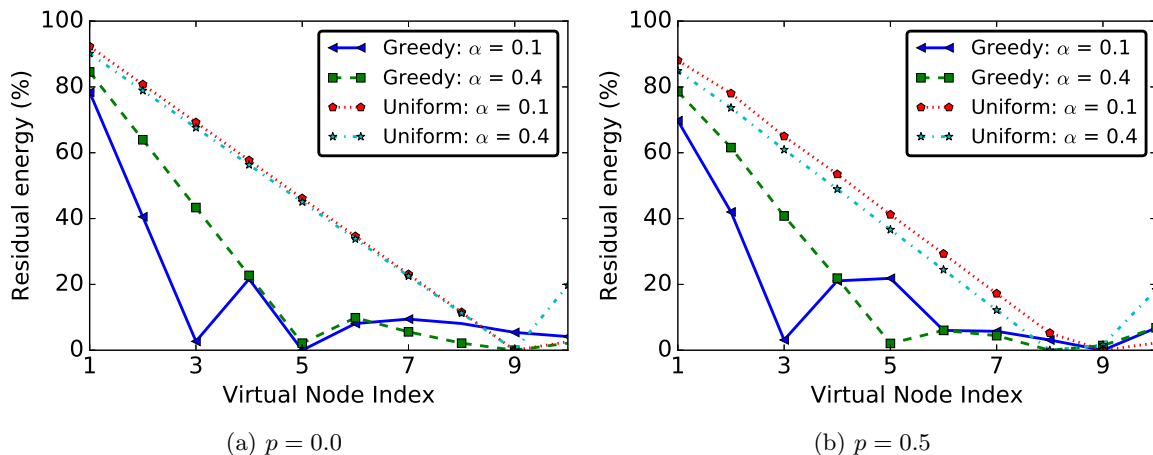 100
80
60
40
20
0
Residual energy (%)
1 3 5 7 9
Virtual Node Index
Greedy: α = 0.1
Greedy: α = 0.4
Uniform: α = 0.1
Uniform: α = 0.4
(a) p = 0.0
100
80
60
40
20
0
Residual energy (%)
1 3 5 7 9
Virtual Node Index
Greedy: α = 0.1
Greedy: α = 0.4
Uniform: α = 0.1
Uniform: α = 0.4
(b) p = 0.5